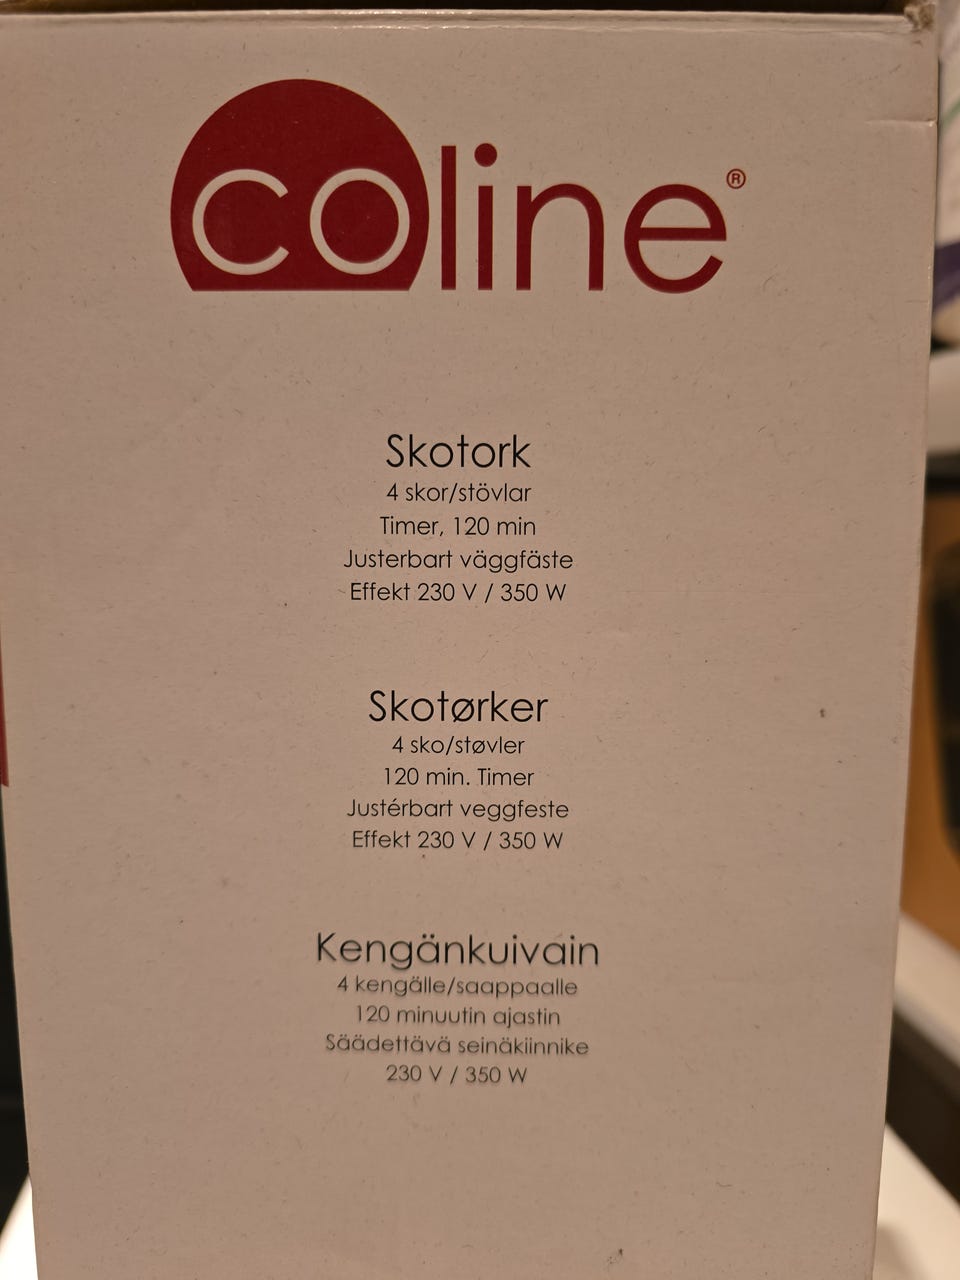 coline®
Skotork
4 skor/stövlar
Timer, 120 min
Justerbart väggfäste
Effekt 230 V / 350 W
Skotørker
4 sko/støvler
120 min. Timer
Justérbart veggfeste
Effekt 230 V / 350 W
Kengänkuivain
4 kengälle/saappaalle
120 minuutin ajastin
Säädettävä seinäkiinnike
230 V / 350 W